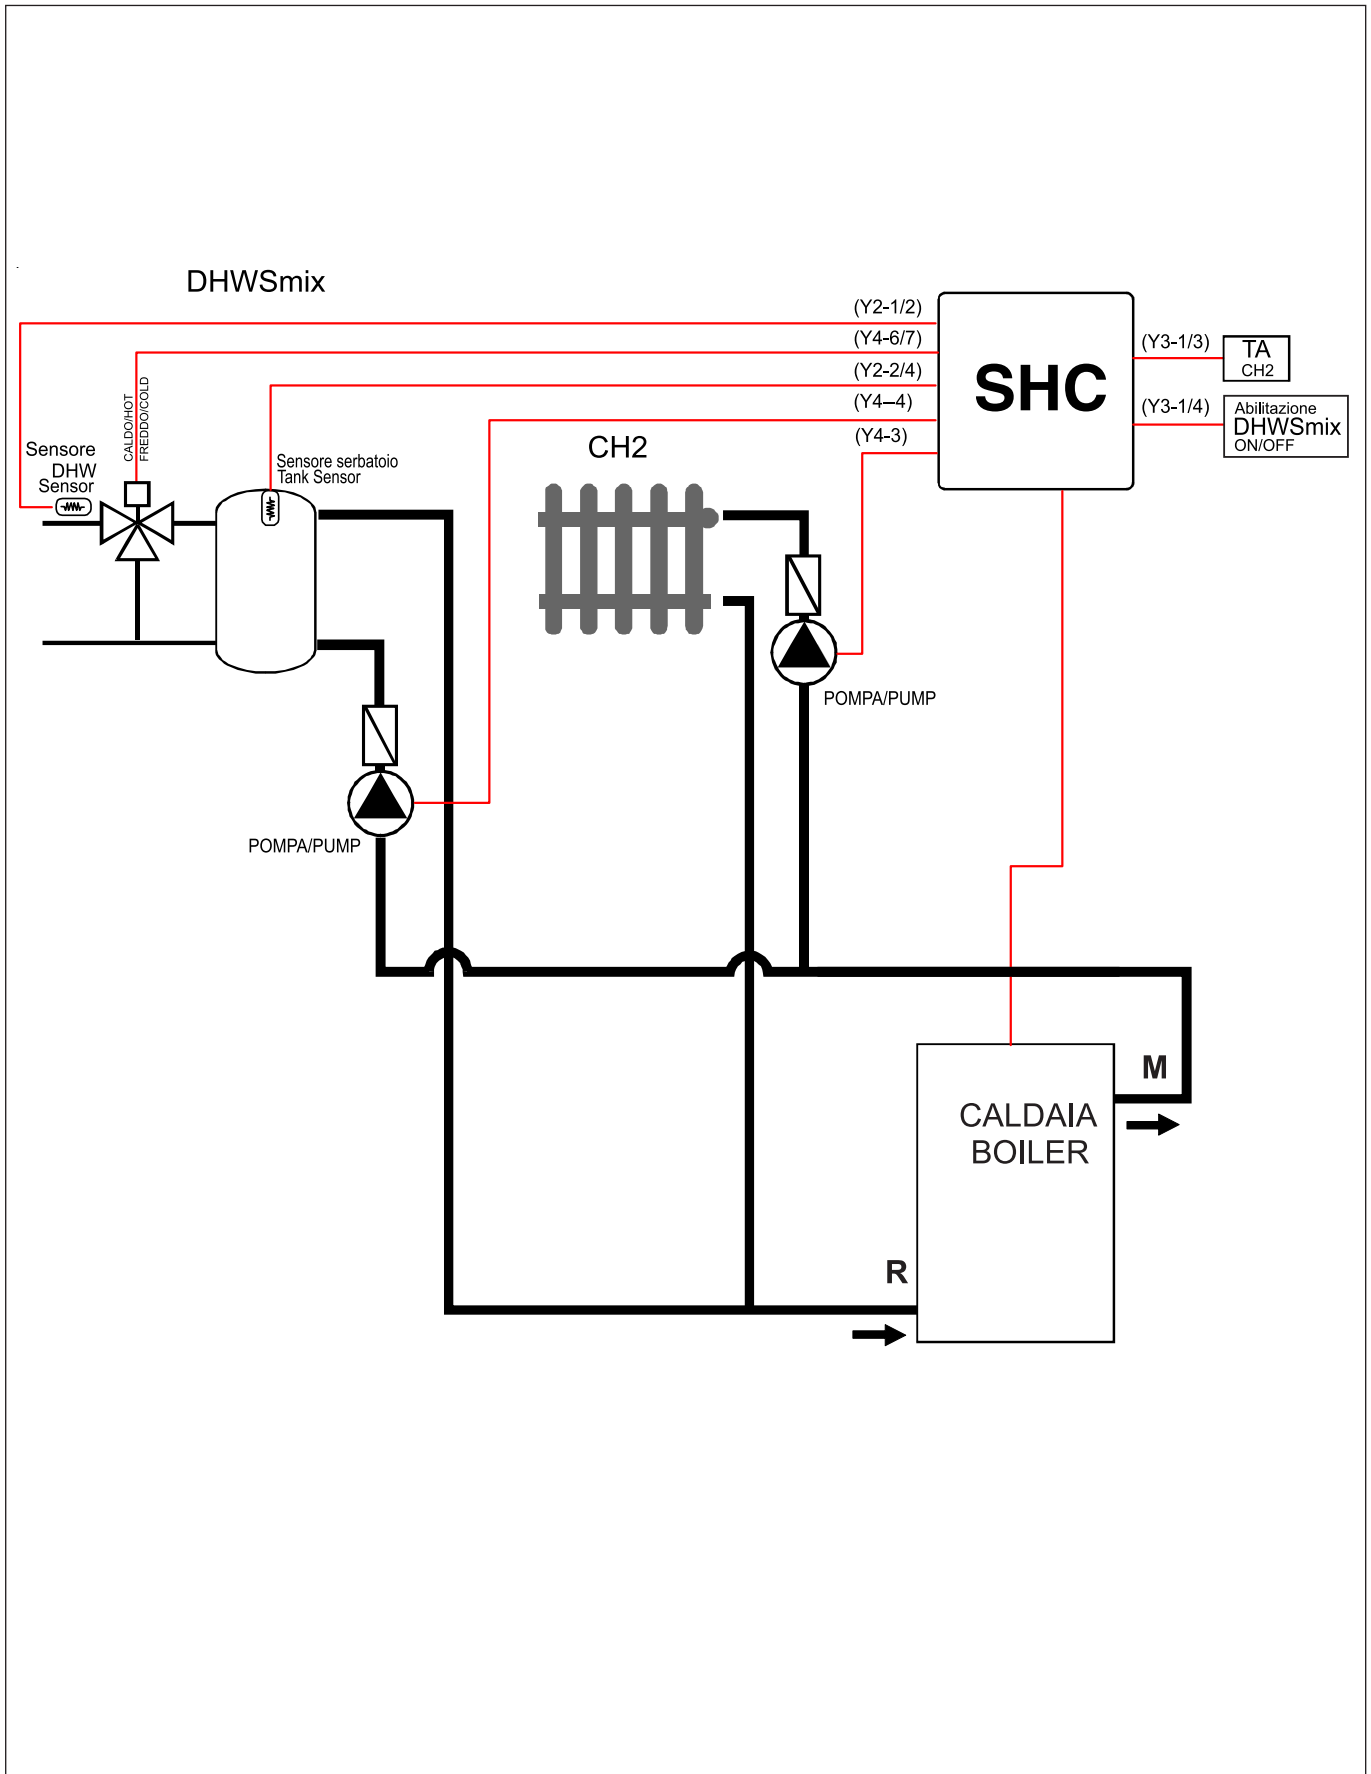 DHWSmix
(Y2-1/2)
(Y4-6/7)
(Y2-2/4)
(Y4–4)
(Y4-3)
SHC
(Y3-1/3)
TA
CH2
(Y3-1/4)
Abilitazione
DHWSmix
ON/OFF
CALDO/HOT
FREDDO/COLD
Sensore
DHW
Sensor
Sensore serbatoio
Tank Sensor
CH2
POMPA/PUMP
POMPA/PUMP
M
CALDAIA
BOILER
R